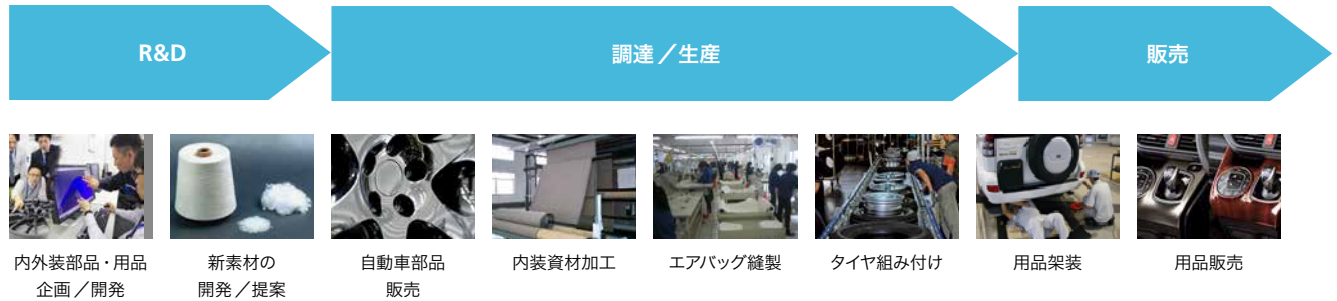 R&D
調達／生産
販売
内外装部品・用品
企画／開発
新素材の
開発／提案
自動車部品
販売
内装資材加工
エアバッグ縫製
タイヤ組み付け
用品架装
用品販売